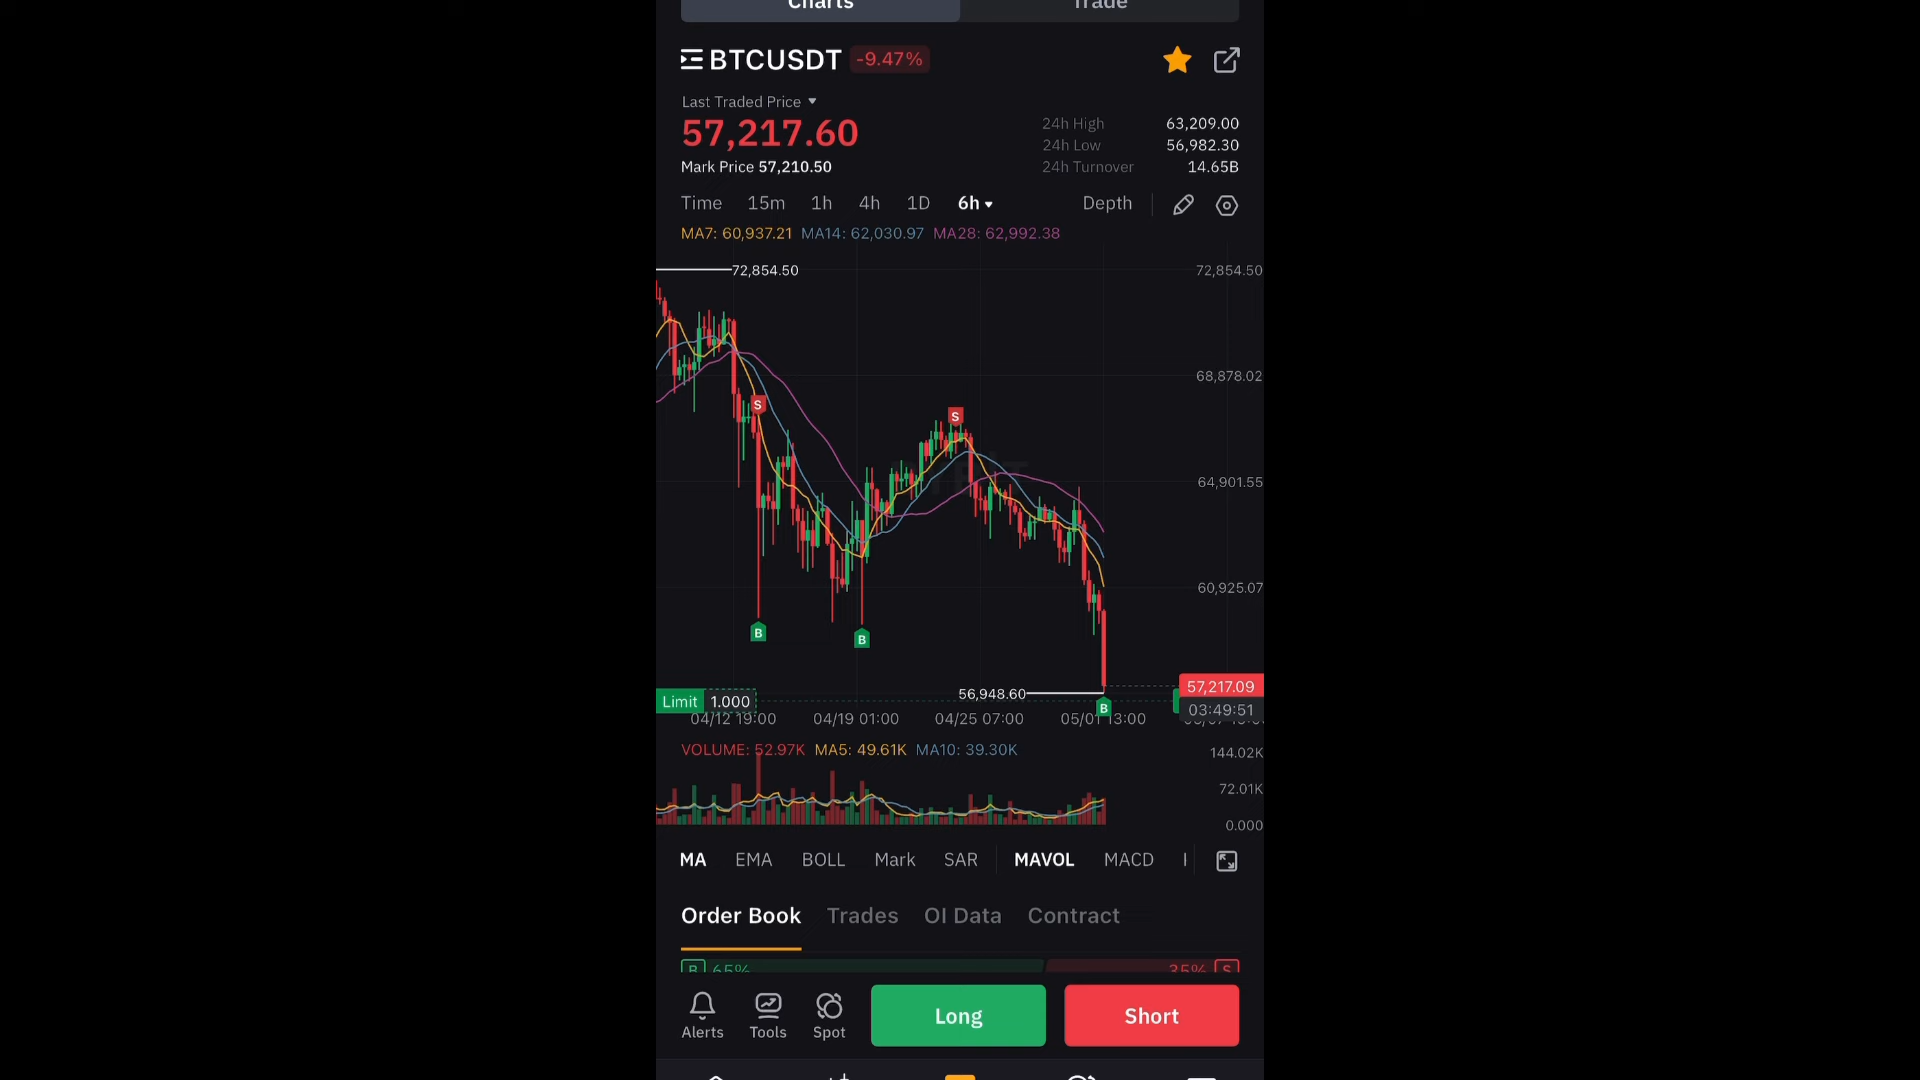 Charts Trade
BTCUSDT -9.47%
Last Traded Price
57,217.60
Mark Price 57,210.50
24h High 63,209.00
24h Low 56,982.30
24h Turnover 14.65B
Time 15m 1h 4h 1D 6h Depth
MA7: 60,937.21 MA14: 62,030.97 MA28: 62,992.38
72,854.50 72,854.50
68,878.02
S
S
64,901.55
60,925.07
B
B
57,217.09
56,948.60
Limit 1.000
B
03:49:51
04/12 19:00 04/19 01:00 04/25 07:00 05/01 13:00
VOLUME: 52.97K MA5: 49.61K MA10: 39.30K
144.02K
72.01K
0.000
MA EMA BOLL Mark SAR MAVOL MACD
Order Book Trades OI Data Contract
B 65% 35% S
Alerts Tools Spot Long Short